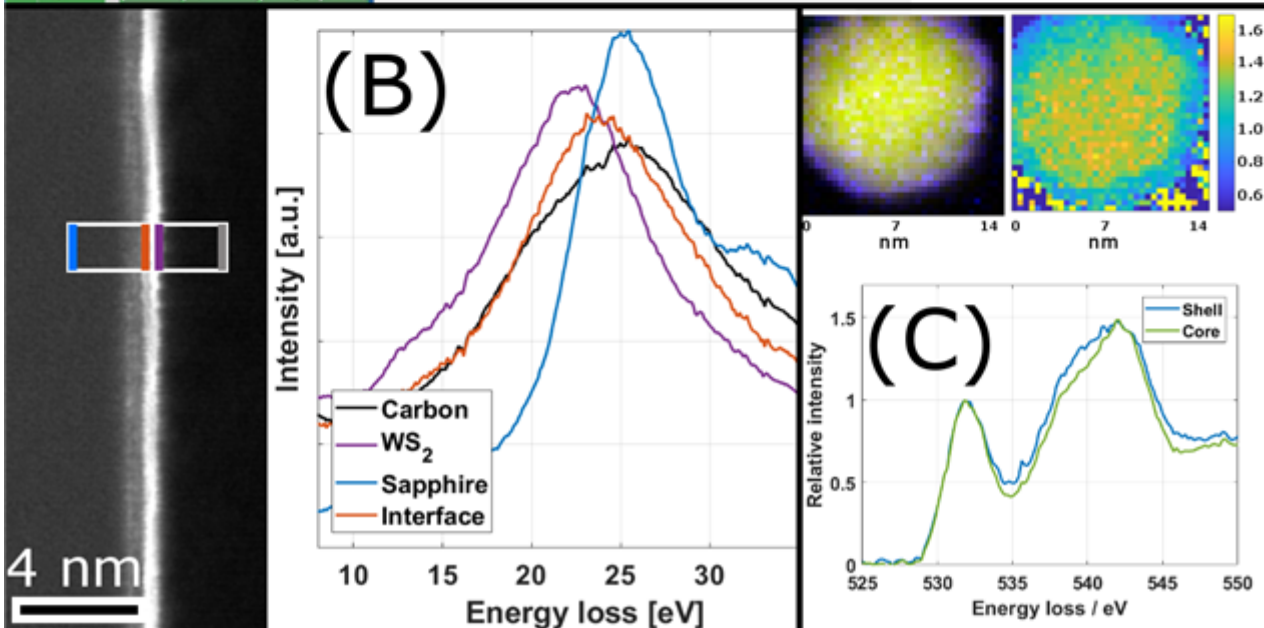 4 nm
(B)
Intensity [a.u.]
Carbon
WS2
Sapphire
Interface
10 15 20 25 30
Energy loss [eV]
1.6
1.4
1.2
1.0
0.8
0.6
0 7 14
nm
0 7 14
nm
(C)
Shell
Core
Relative intensity
1.5
1
0.5
0
525 530 535 540 545 550
Energy loss / eV